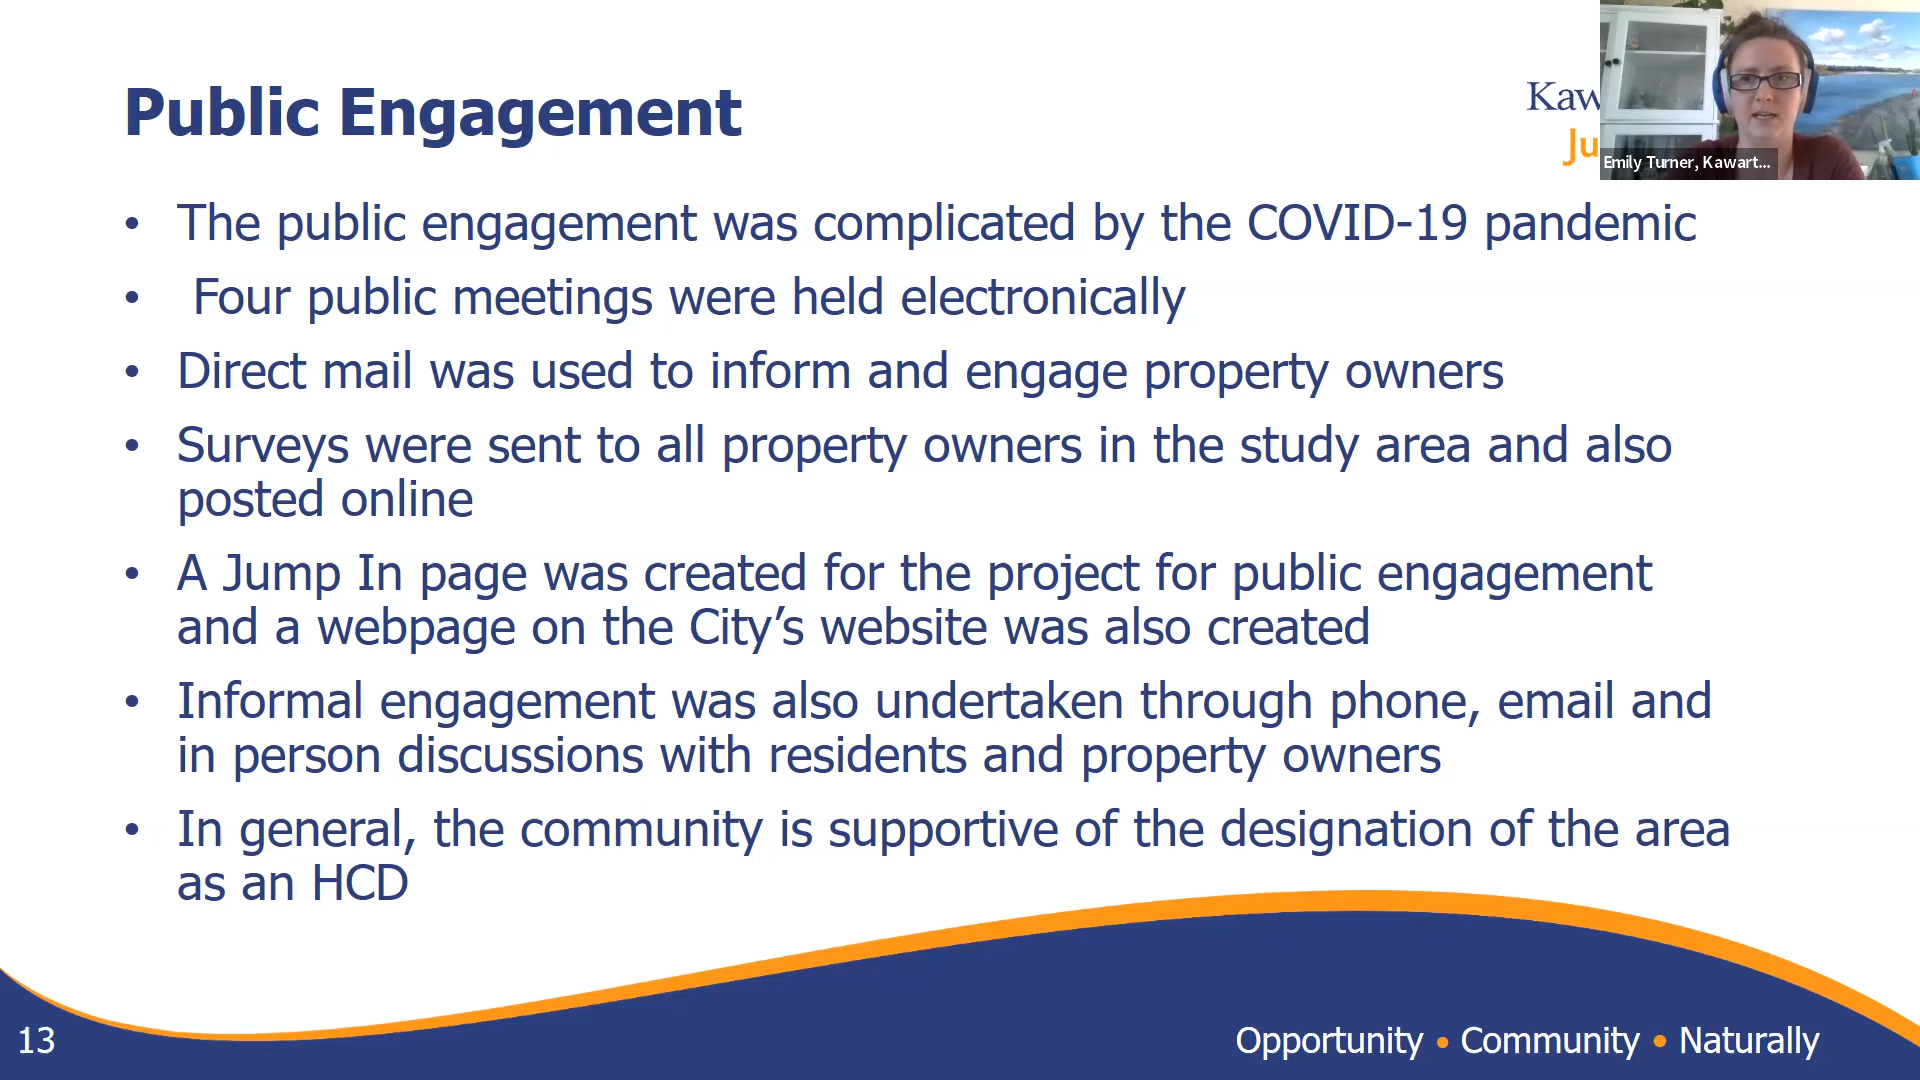 Public Engagement
Kaw
Ju
Emily Turner, Kawart...
• The public engagement was complicated by the COVID-19 pandemic
• Four public meetings were held electronically
• Direct mail was used to inform and engage property owners
• Surveys were sent to all property owners in the study area and also
posted online
• A Jump In page was created for the project for public engagement
and a webpage on the City’s website was also created
• Informal engagement was also undertaken through phone, email and
in person discussions with residents and property owners
• In general, the community is supportive of the designation of the area
as an HCD
13
Opportunity • Community • Naturally